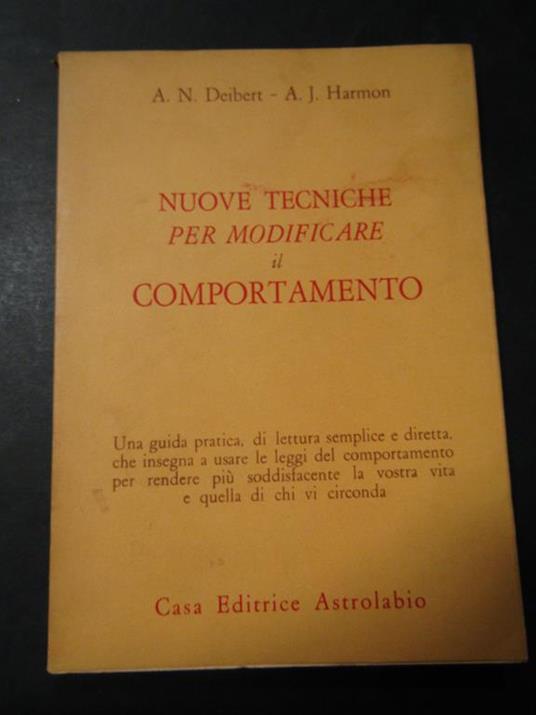 A. N. Deibert - A. J. Harmon
NUOVE TECNICHE
PER MODIFICARE
il
COMPORTAMENTO
Una guida pratica, di lettura semplice e diretta,
che insegna a usare le leggi del comportamento
per rendere più soddisfacente la vostra vita
e quella di chi vi circonda
Casa Editrice Astrolabio